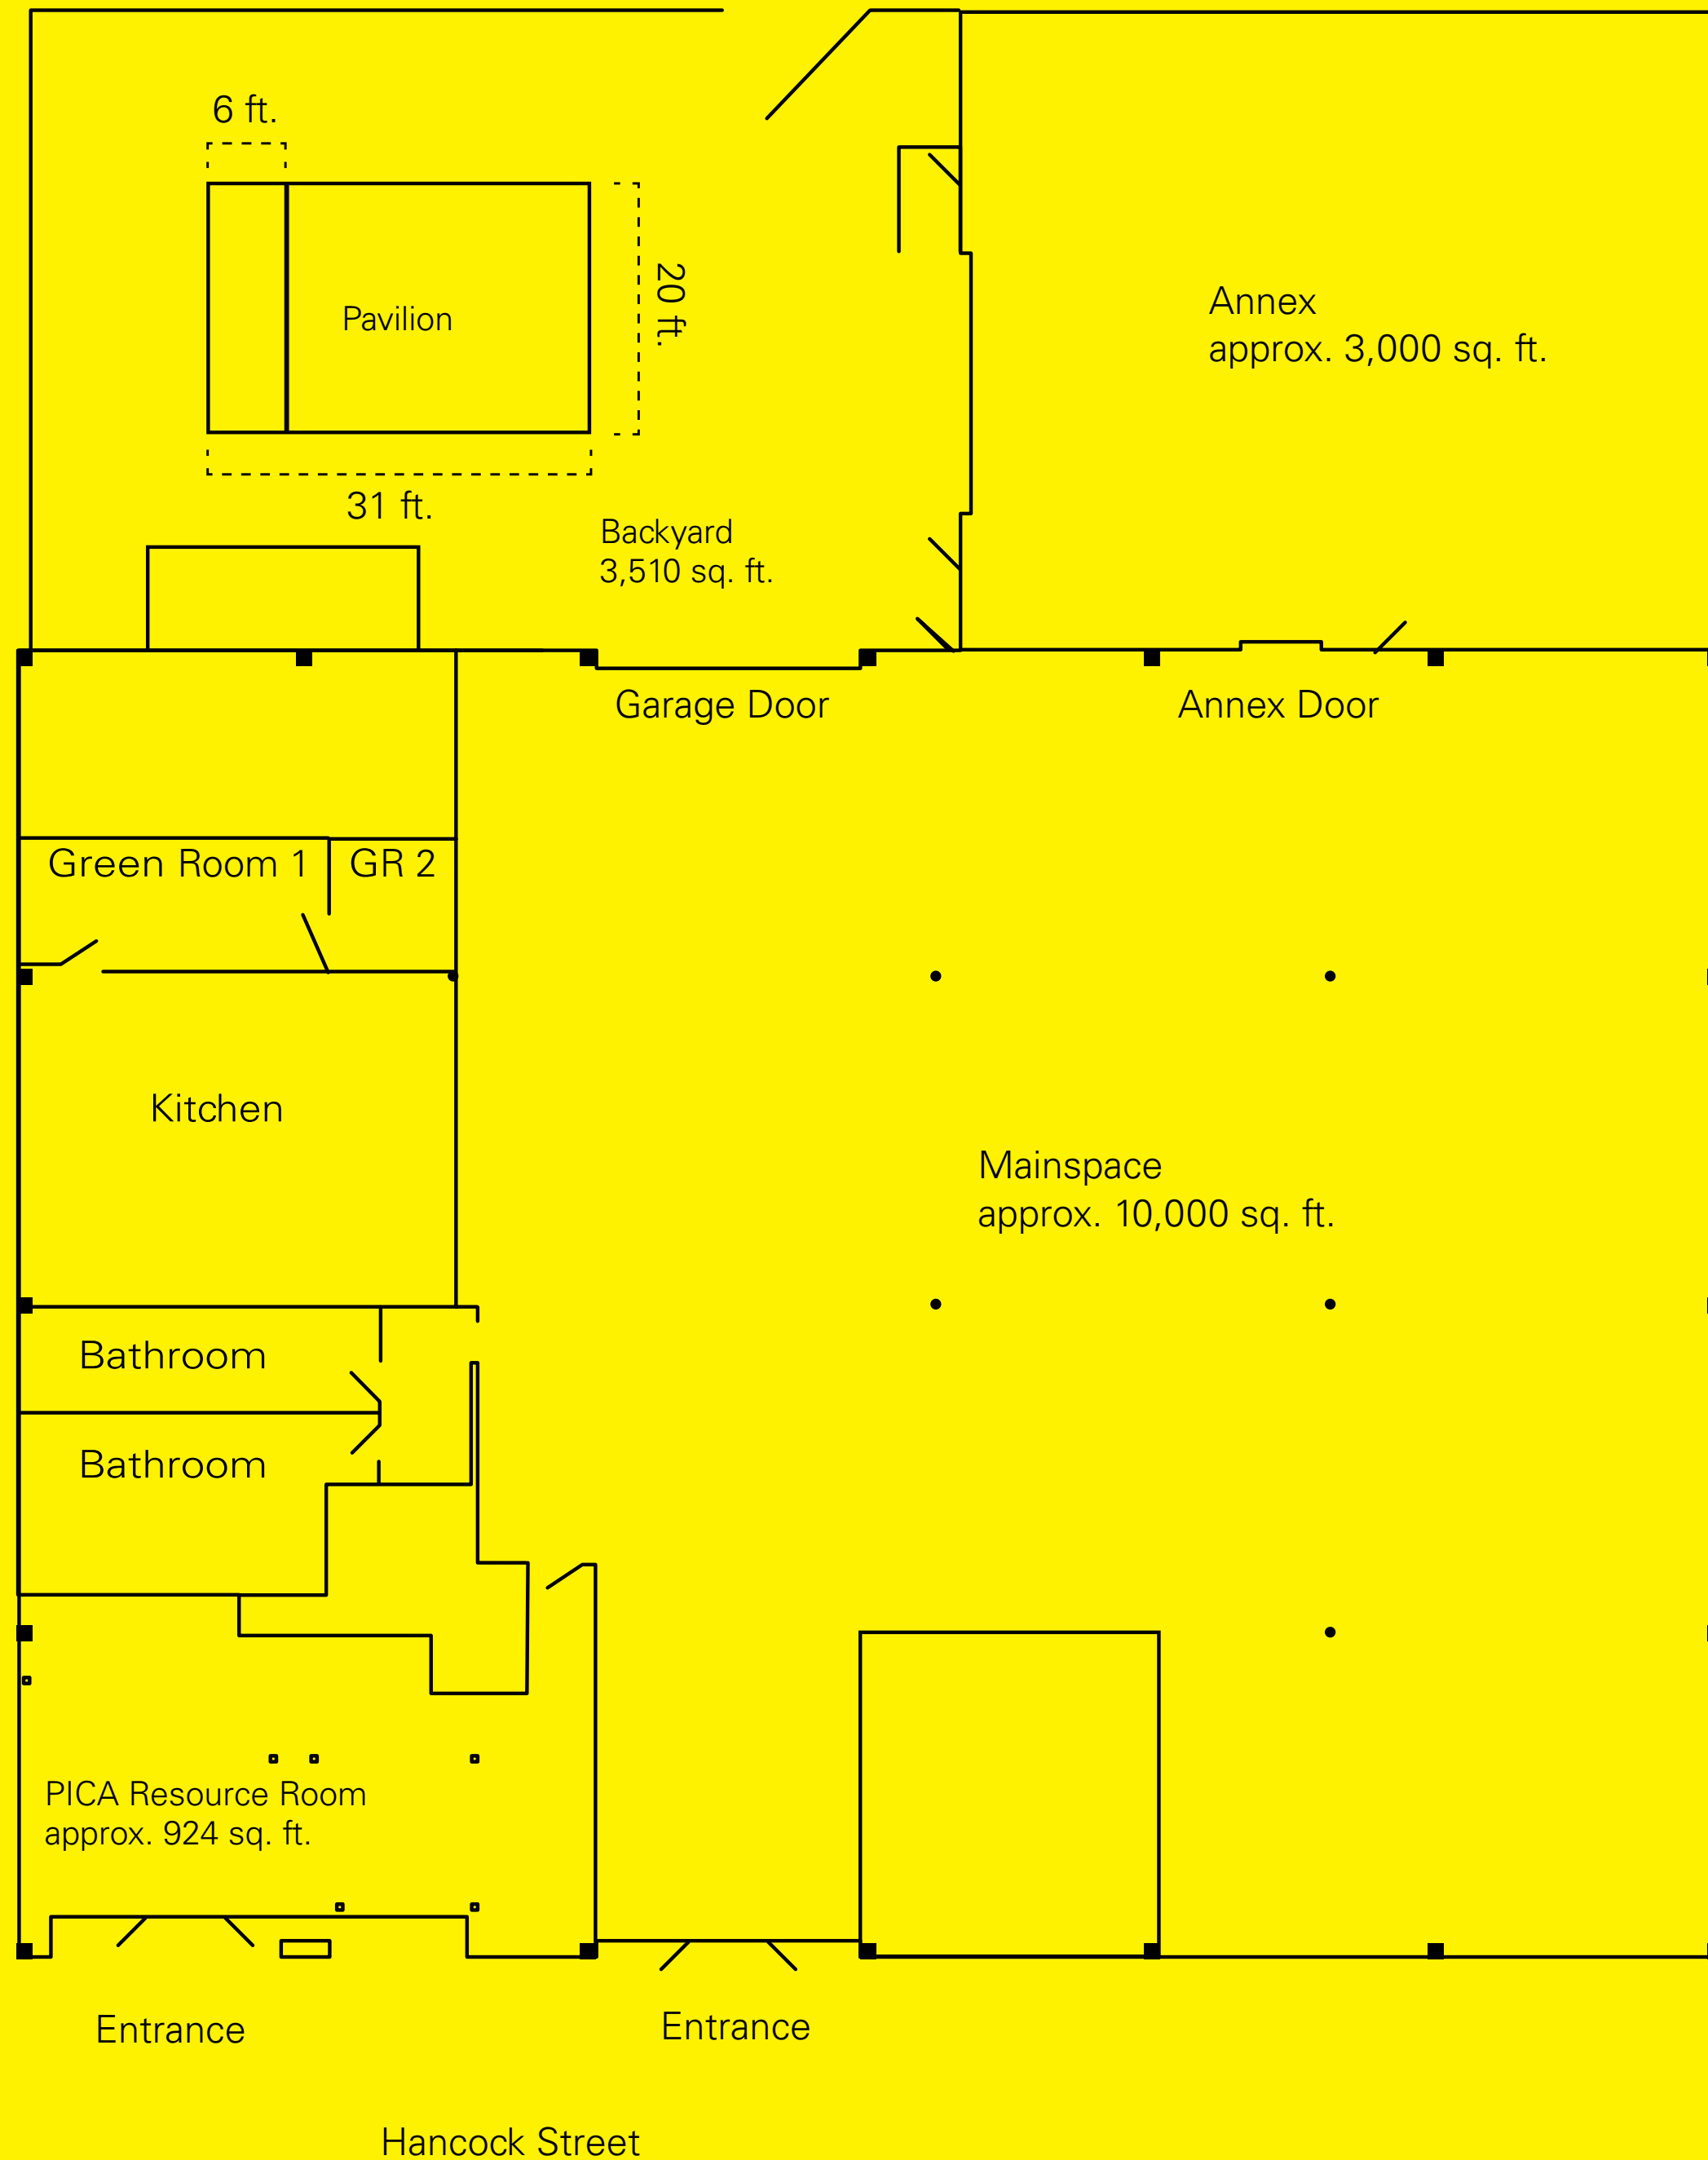 6 ft.
Pavilion
20 ft.
31 ft.
Annex
approx. 3,000 sq. ft.
Backyard
3,510 sq. ft.
Garage Door
Annex Door
Green Room 1
GR 2
Kitchen
Mainspace
approx. 10,000 sq. ft.
Bathroom
Bathroom
PICA Resource Room
approx. 924 sq. ft.
Entrance
Entrance
Hancock Street